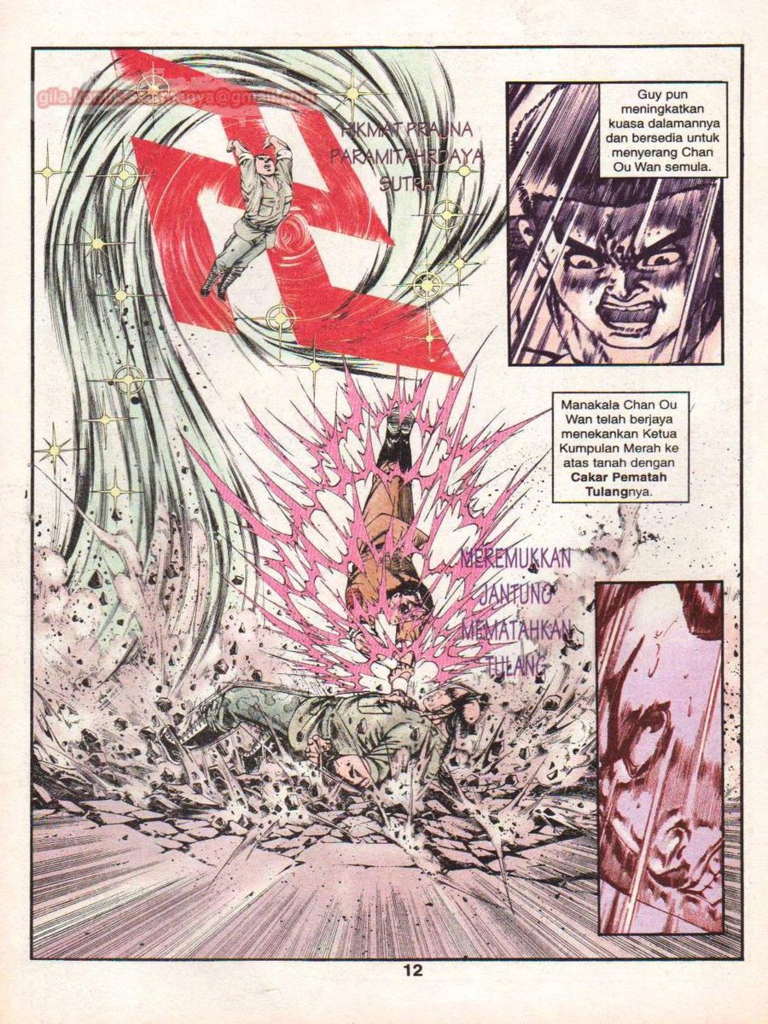 HIKMAT PRAJNA
PARAMITAHRDAYA
SUTRA
Guy pun
meningkatkan
kuasa dalamannya
dan bersedia untuk
menyerang Chan
Ou Wan semula.
Manakala Chan Ou
Wan telah berjaya
menekankan Ketua
Kumpulan Merah ke
atas tanah dengan
Cakar Pematah
Tulangnya.
MEREMUKKAN
JANTUNG
MEMATAHKAN
TULANG
12